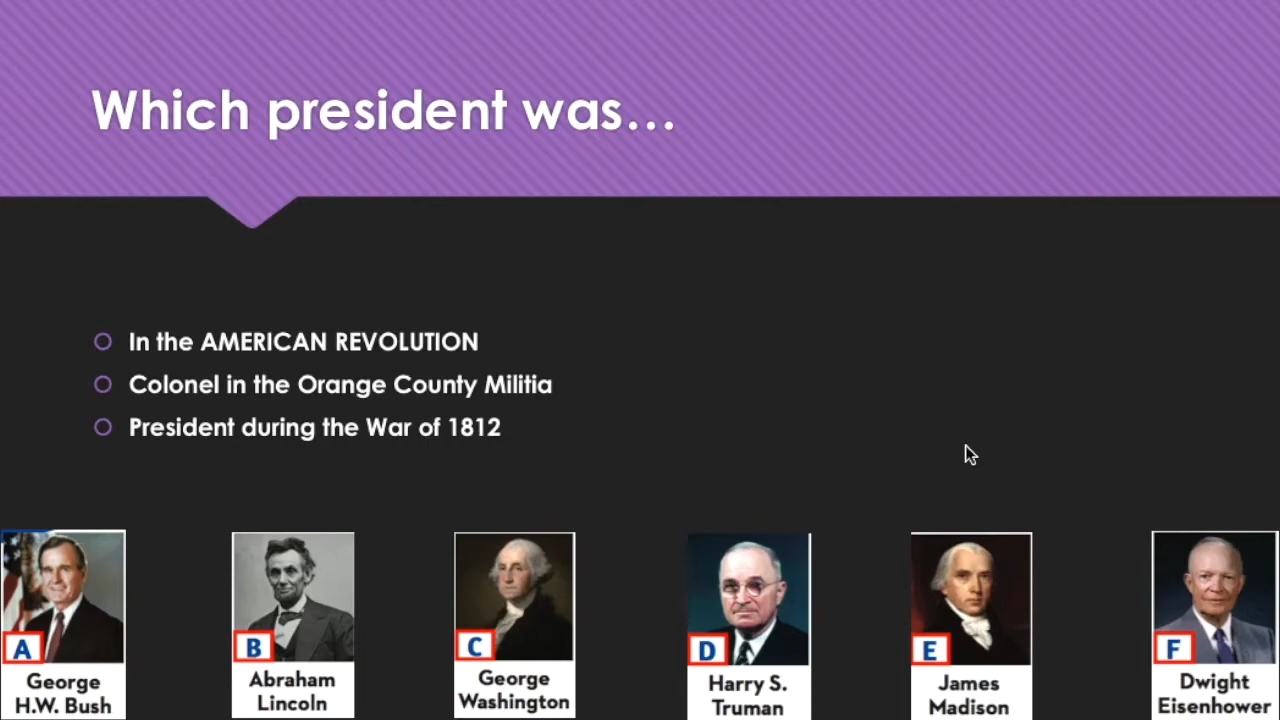 Which president was...
In the AMERICAN REVOLUTION
Colonel in the Orange County Militia
President during the War of 1812
A
George
H.W. Bush
B
Abraham
Lincoln
C
George
Washington
D
Harry S.
Truman
E
James
Madison
F
Dwight
Eisenhower